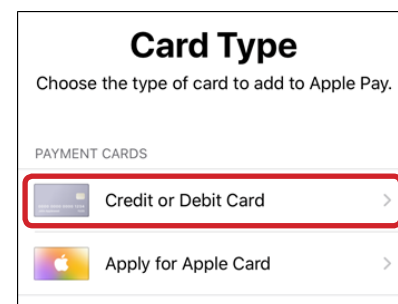 Card Type
Choose the type of card to add to Apple Pay.
PAYMENT CARDS
Credit or Debit Card
Apply for Apple Card